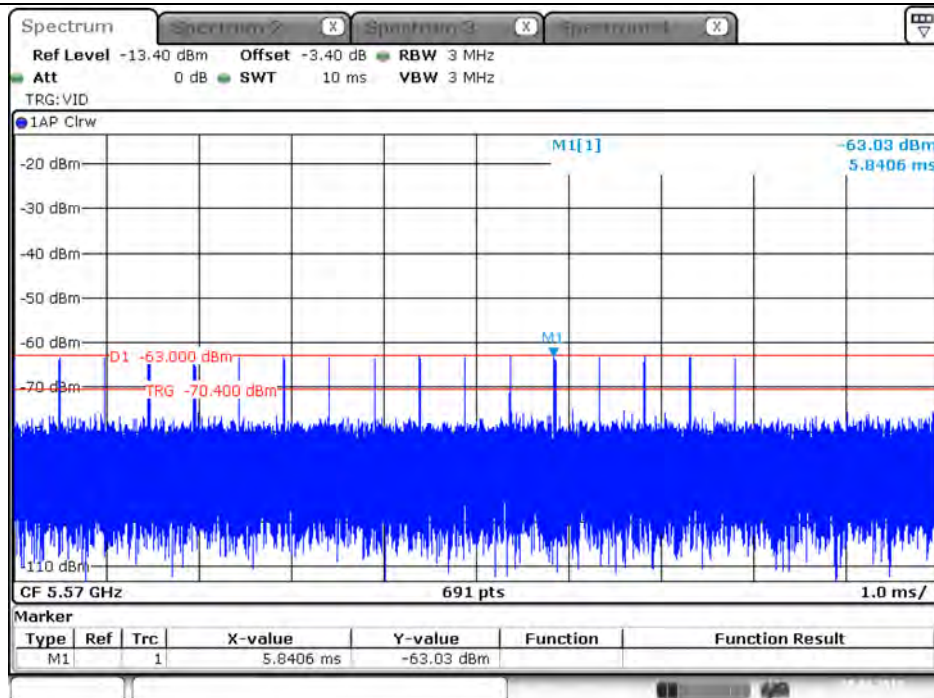 Spectrum Spectrum 2 X Spectrum 3 X Spectrum 4 X
Ref Level -13.40 dBm Offset -3.40 dB RBW 3 MHz
Att 0 dB SWT 10 ms VBW 3 MHz
TRG:VID
1AP Clrw
M1[1] -63.03 dBm
5.8406 ms
-20 dBm
-30 dBm
-40 dBm
-50 dBm
-60 dBm
M1
D1 -63.000 dBm
-70 dBm
TRG -70.400 dBm
-110 dBm
CF 5.57 GHz 691 pts 1.0 ms/
Marker
Type Ref Trc X-value Y-value Function Function Result
M1 1 5.8406 ms -63.03 dBm